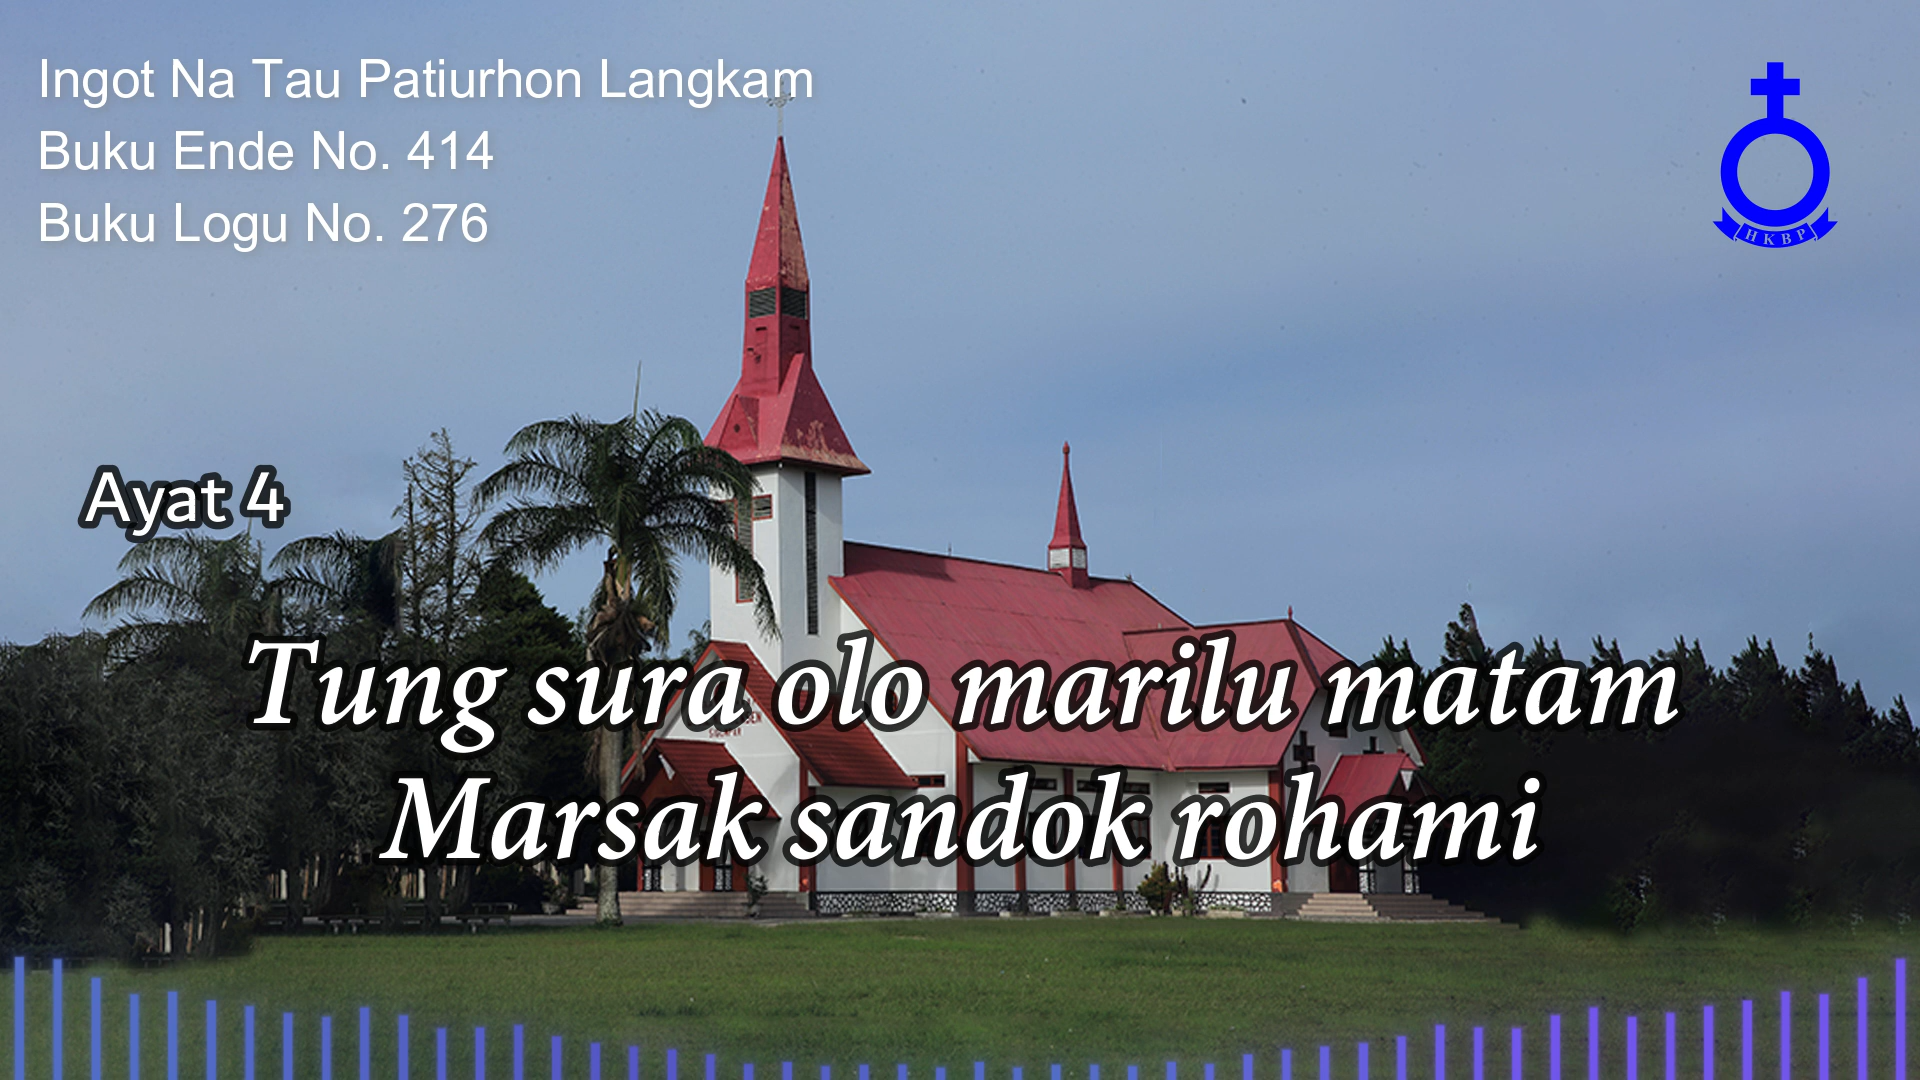 Ingot Na Tau Patiurhon Langkam
Buku Ende No. 414
Buku Logu No. 276
HKBP
Ayat 4
Tung sura olo marilu matam
Marsak sandok rohami